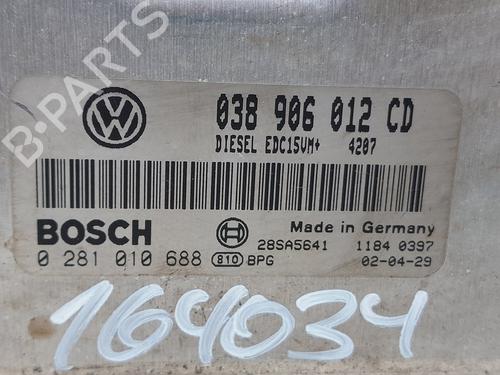 B-PARTS
038 906 012 CD
DIESEL EDC15VM+ 4207
BOSCH
Made in Germany
28SA5641 1184 0397
0 281 010 688 810 BPG 02-04-29
164034